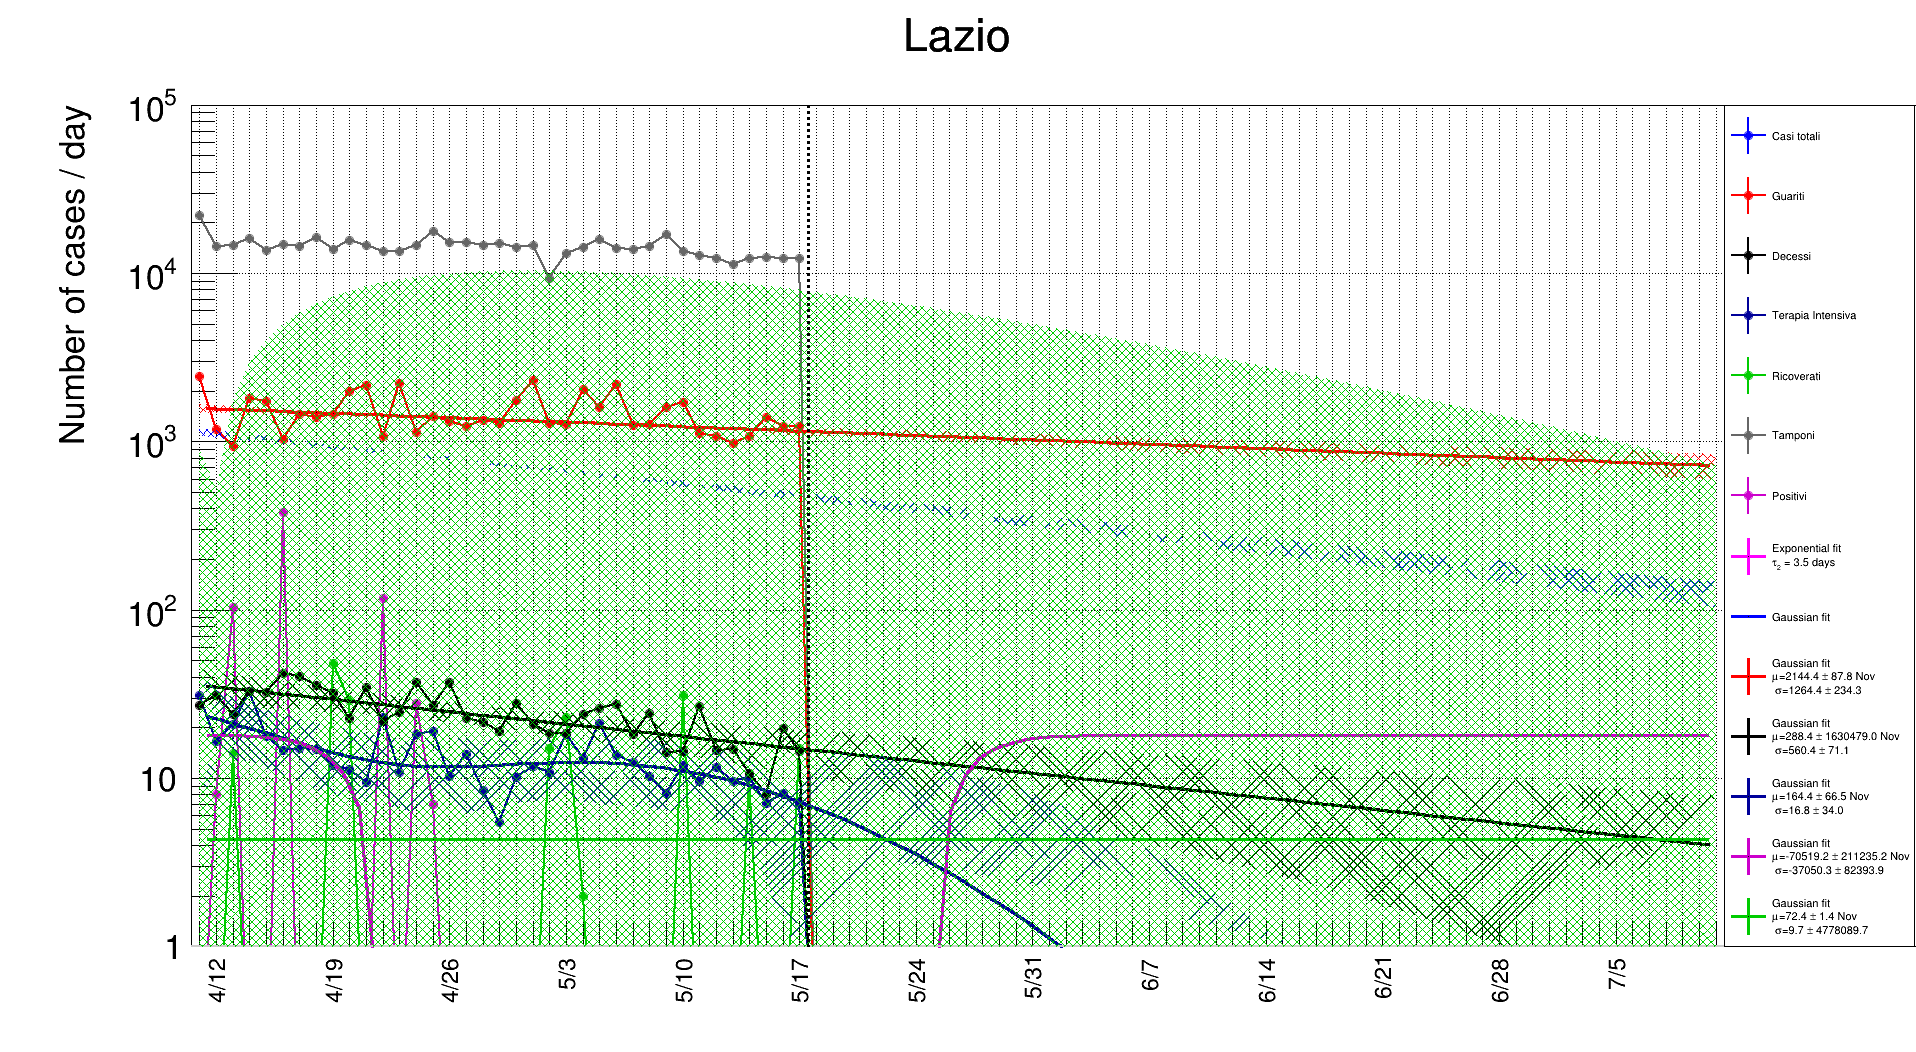 Lazio
Number of cases / day
10^5
10^4
10^3
10^2
10
1
4/12
4/19
4/26
5/3
5/10
5/17
5/24
5/31
6/7
6/14
6/21
6/28
7/5
Casi totali
Guariti
Decessi
Terapia Intensiva
Ricoverati
Tamponi
Positivi
Exponential fit
τ₂ = 3.5 days
Gaussian fit
Gaussian fit
μ=2144.4 ± 87.8 Nov
σ=1264.4 ± 234.3
Gaussian fit
μ=288.4 ± 1630479.0 Nov
σ=560.4 ± 71.1
Gaussian fit
μ=164.4 ± 66.5 Nov
σ=16.8 ± 34.0
Gaussian fit
μ=-70519.2 ± 211235.2 Nov
σ=-37050.3 ± 82393.9
Gaussian fit
μ=72.4 ± 1.4 Nov
σ=9.7 ± 4778089.7